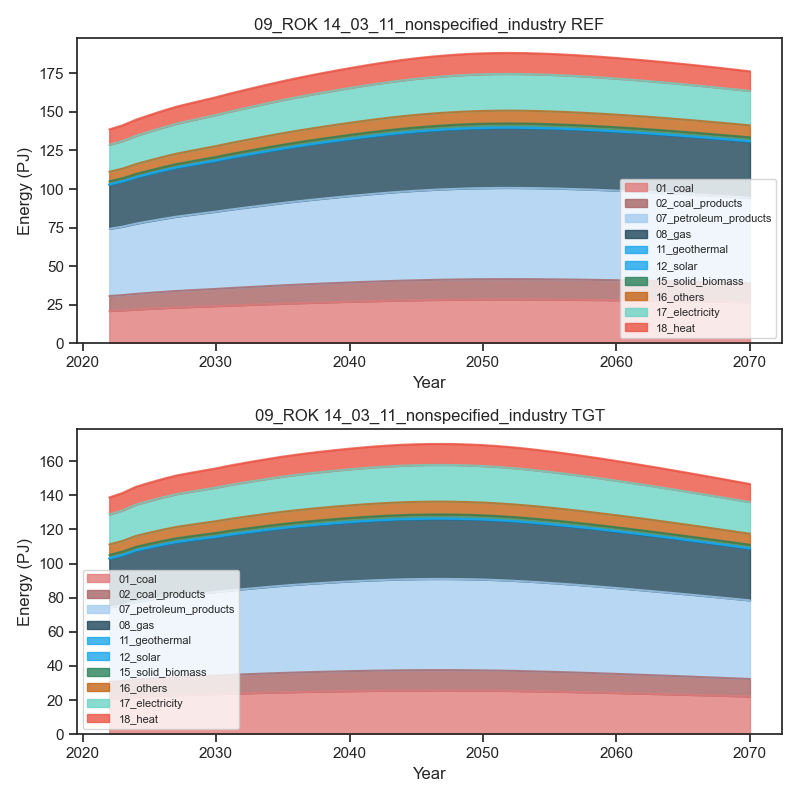 09_ROK 14_03_11_nonspecified_industry REF
Energy (PJ)
175
150
125
100
75
50
25
0
01_coal
02_coal_products
07_petroleum_products
08_gas
11_geothermal
12_solar
15_solid_biomass
16_others
17_electricity
18_heat
2020 2030 2040 2050 2060 2070
Year
09_ROK 14_03_11_nonspecified_industry TGT
Energy (PJ)
160
140
120
100
80
60
40
20
0
01_coal
02_coal_products
07_petroleum_products
08_gas
11_geothermal
12_solar
15_solid_biomass
16_others
17_electricity
18_heat
2020 2030 2040 2050 2060 2070
Year